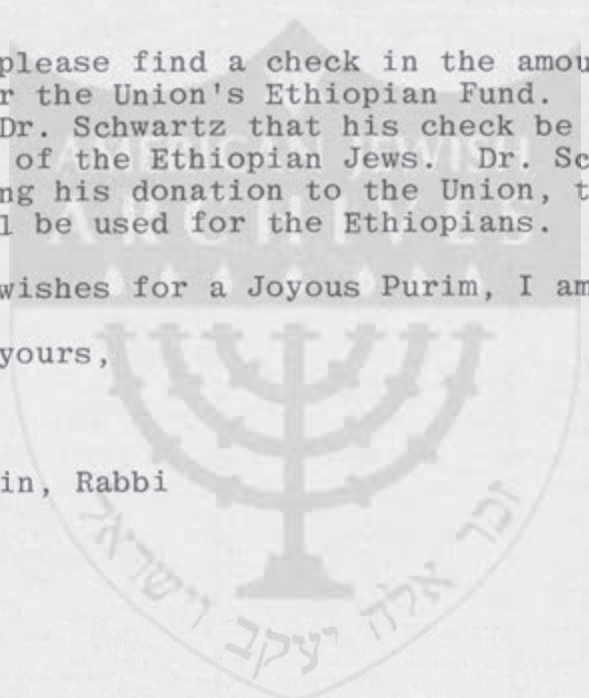 please find a check in the amou
r the Union's Ethiopian Fund.
Dr. Schwartz that his check be
of the Ethiopian Jews. Dr. Sc
ng his donation to the Union, t
l be used for the Ethiopians.
wishes for a Joyous Purim, I am
yours,
in, Rabbi
AMERICAN JEWISH
ARCHIVES
זכר אלה יעקב וישראל